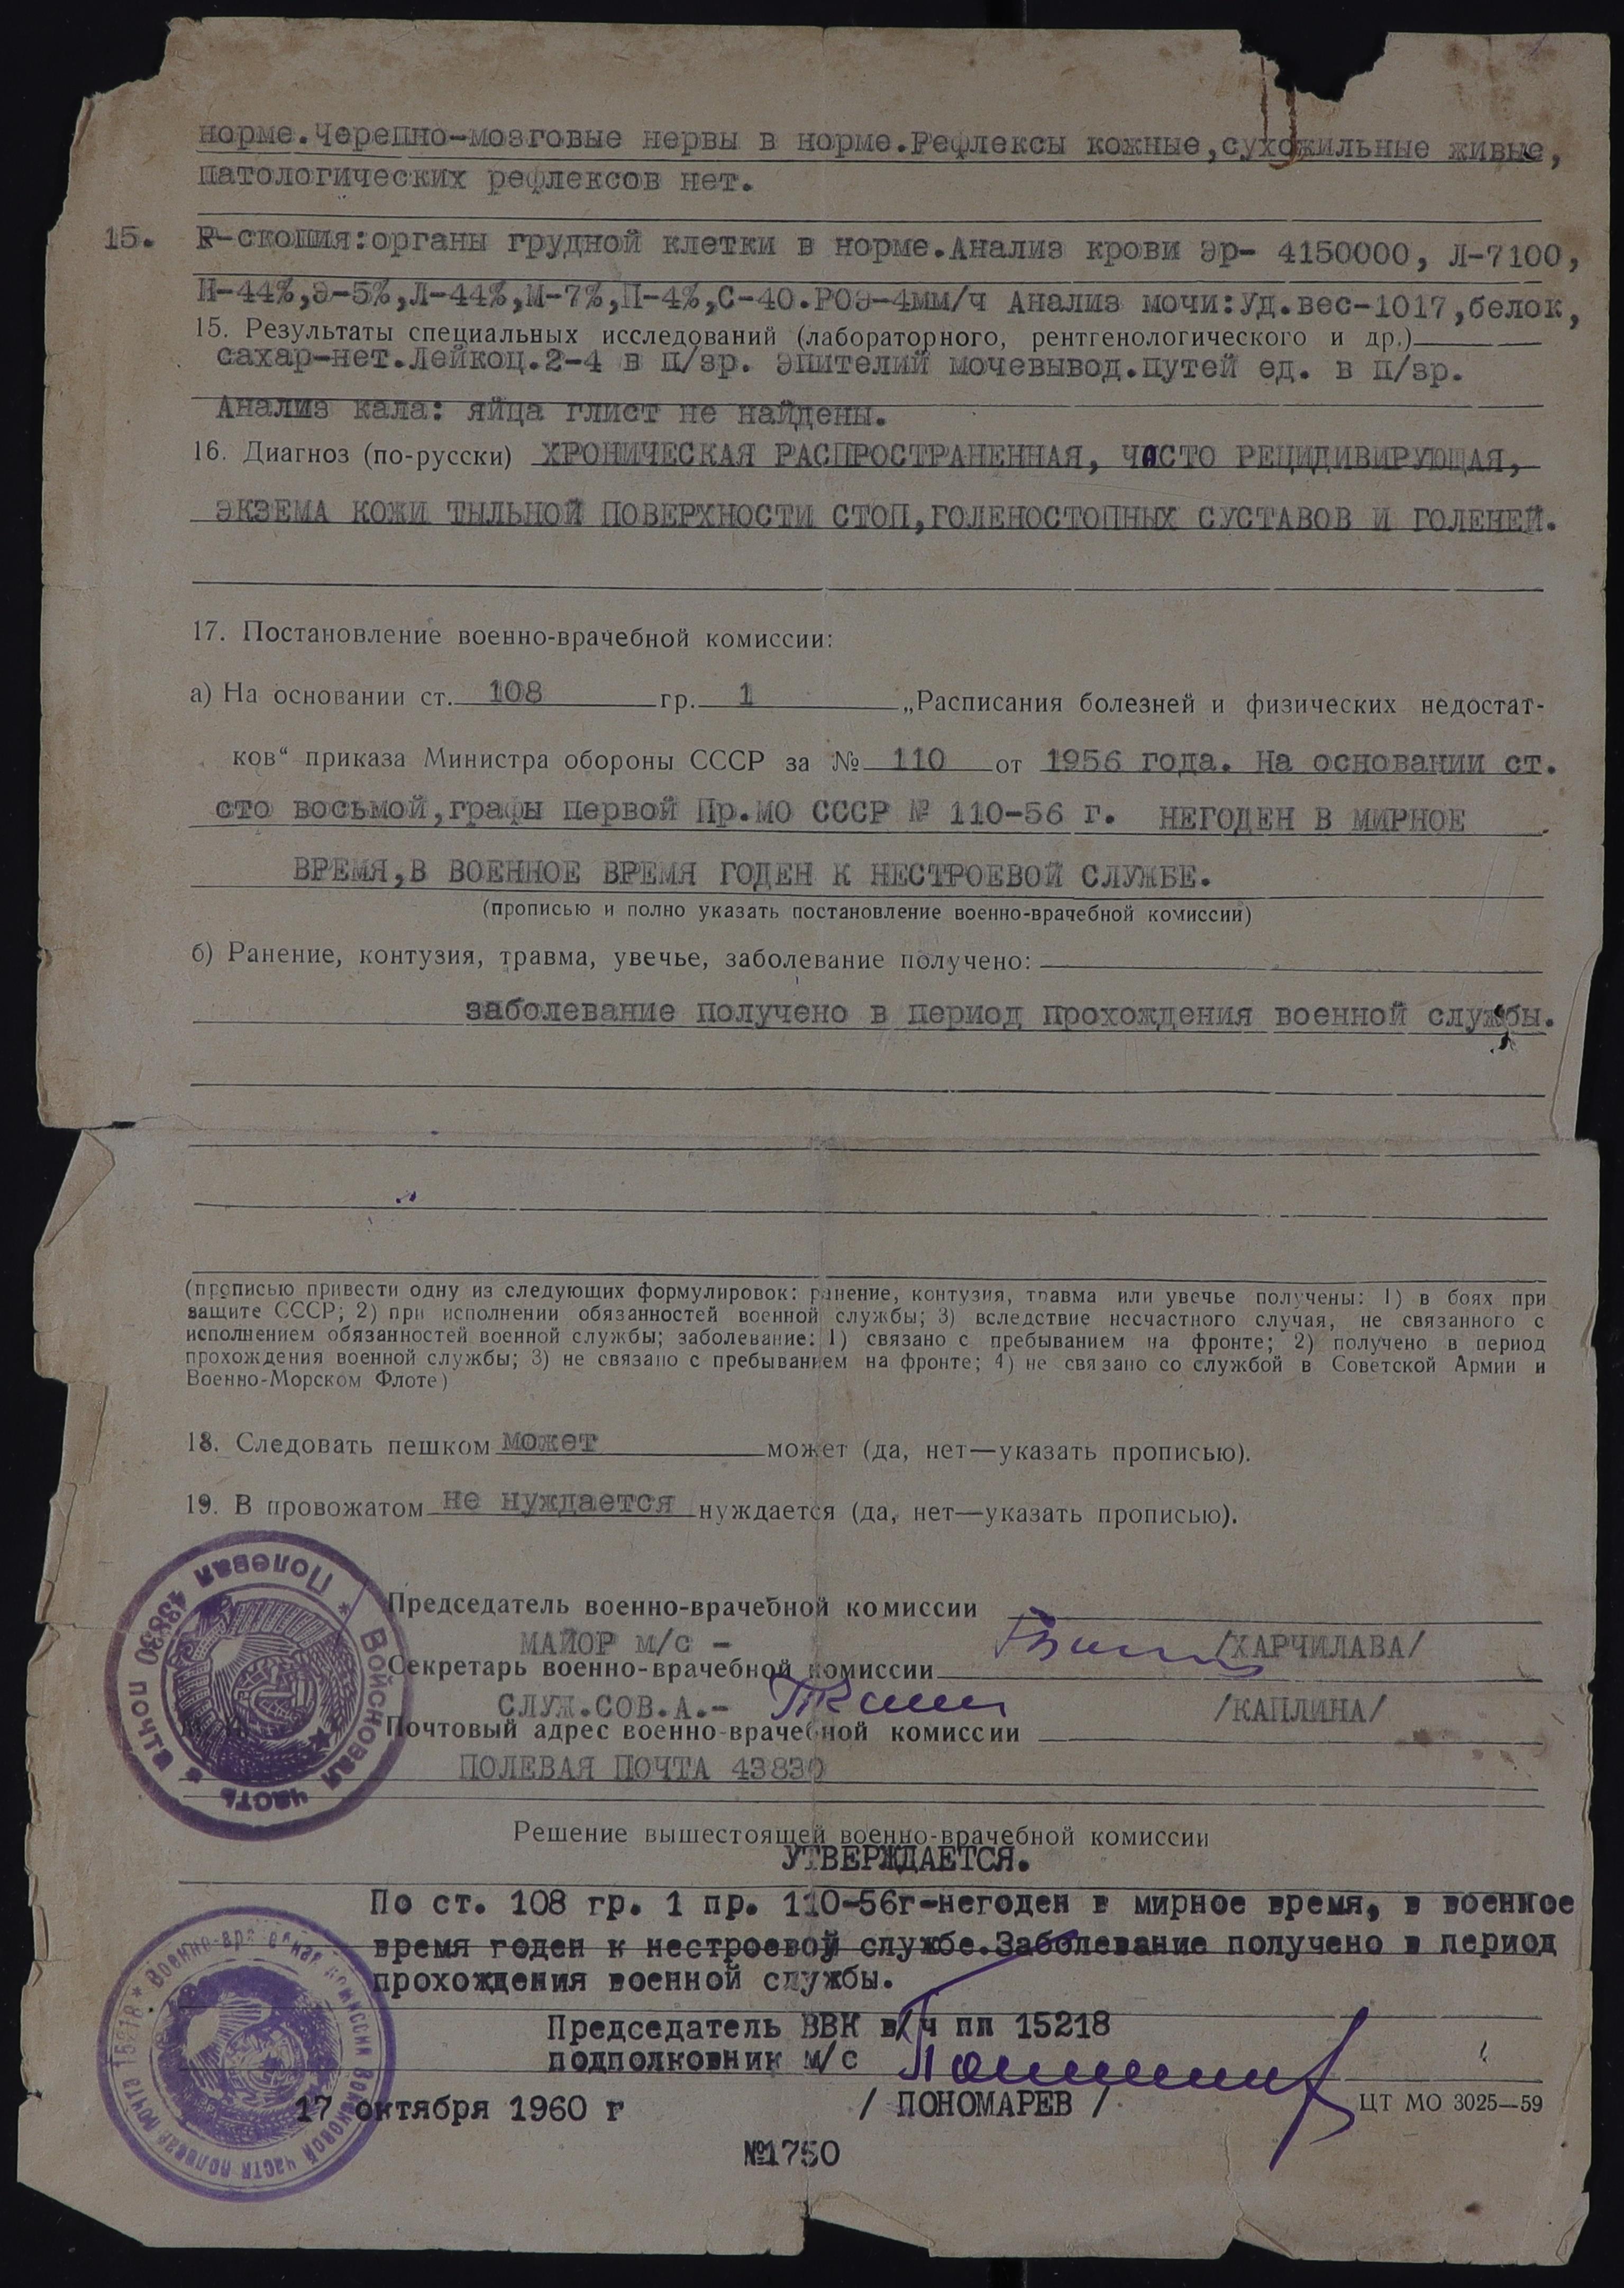 норме.Черепно-мозговые нервы в норме.Рефлексы кожные,сухожильные живые,
патологических рефлексов нет.
15. Р-скопия:органы грудной клетки в норме.Анализ крови Эр- 4150000, Л-7100,
Н-44%,Э-5%,Л-44%,М-7%,П-4%,С-40.РОЭ-4мм/ч Анализ мочи:Уд.вес-1017,белок,
15. Результаты специальных исследований (лабораторного, рентгенологического и др.)
сахар-нет.Лейкоц.2-4 в п/зр. Эпителий мочевывод.путей ед. в п/зр.
Анализ кала: яйца глист не найдены.
16. Диагноз (по-русски) ХРОНИЧЕСКАЯ РАСПРОСТРАНЕННАЯ, ЧАСТО РЕЦИДИВИРУЮЩАЯ,
ЭКЗЕМА КОЖИ ТЫЛЬНОЙ ПОВЕРХНОСТИ СТОП,ГОЛЕНОСТОПНЫХ СУСТАВОВ И ГОЛЕНЕЙ.
17. Постановление военно-врачебной комиссии:
а) На основании ст. 108 гр. 1 „Расписания болезней и физических недостат-
ков“ приказа Министра обороны СССР за № 110 от 1956 года. На основании ст.
сто восьмой,графы первой Пр.МО СССР № 110-56 г. НЕГОДЕН В МИРНОЕ
ВРЕМЯ,В ВОЕННОЕ ВРЕМЯ ГОДЕН К НЕСТРОЕВОЙ СЛУЖБЕ.
(прописью и полно указать постановление военно-врачебной комиссии)
б) Ранение, контузия, травма, увечье, заболевание получено:
заболевание получено в период прохождения военной службы.
(прописью привести одну из следующих формулировок: ранение, контузия, травма или увечье получены: 1) в боях при
защите СССР; 2) при исполнении обязанностей военной службы; 3) вследствие несчастного случая, не связанного с
исполнением обязанностей военной службы; заболевание: 1) связано с пребыванием на фронте; 2) получено в период
прохождения военной службы; 3) не связано с пребыванием на фронте; 4) не связано со службой в Советской Армии и
Военно-Морском Флоте)
18. Следовать пешком может может (да, нет—указать прописью).
19. В провожатом не нуждается нуждается (да, нет—указать прописью).
Войсковая часть * Полевая почта 43830 *
Председатель военно-врачебной комиссии
МАЙОР м/с - /ХАРЧИЛАВА/
Секретарь военно-врачебной комиссии
СЛУЖ.СОВ.А.- /КАПЛИНА/
Почтовый адрес военно-врачебной комиссии
ПОЛЕВАЯ ПОЧТА 43830
Решение вышестоящей военно-врачебной комиссии
УТВЕРЖДАЕТСЯ.
По ст. 108 гр. 1 пр. 110-56г-негоден в мирное время, в военное
время годен к нестроевой службе.Заболевание получено в период
прохождения военной службы.
Военно-врачебная комиссия войсковой части полевая почта 15218 *
Председатель ВВК в/ч пп 15218
подполковник м/с
17 октября 1960 г / ПОНОМАРЕВ / ЦТ МО 3025—59
№1750